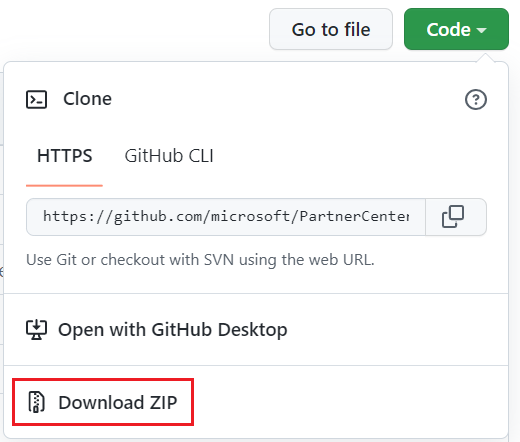 Go to file
Code
Clone
HTTPS
GitHub CLI
https://github.com/microsoft/PartnerCenter
Use Git or checkout with SVN using the web URL.
Open with GitHub Desktop
Download ZIP